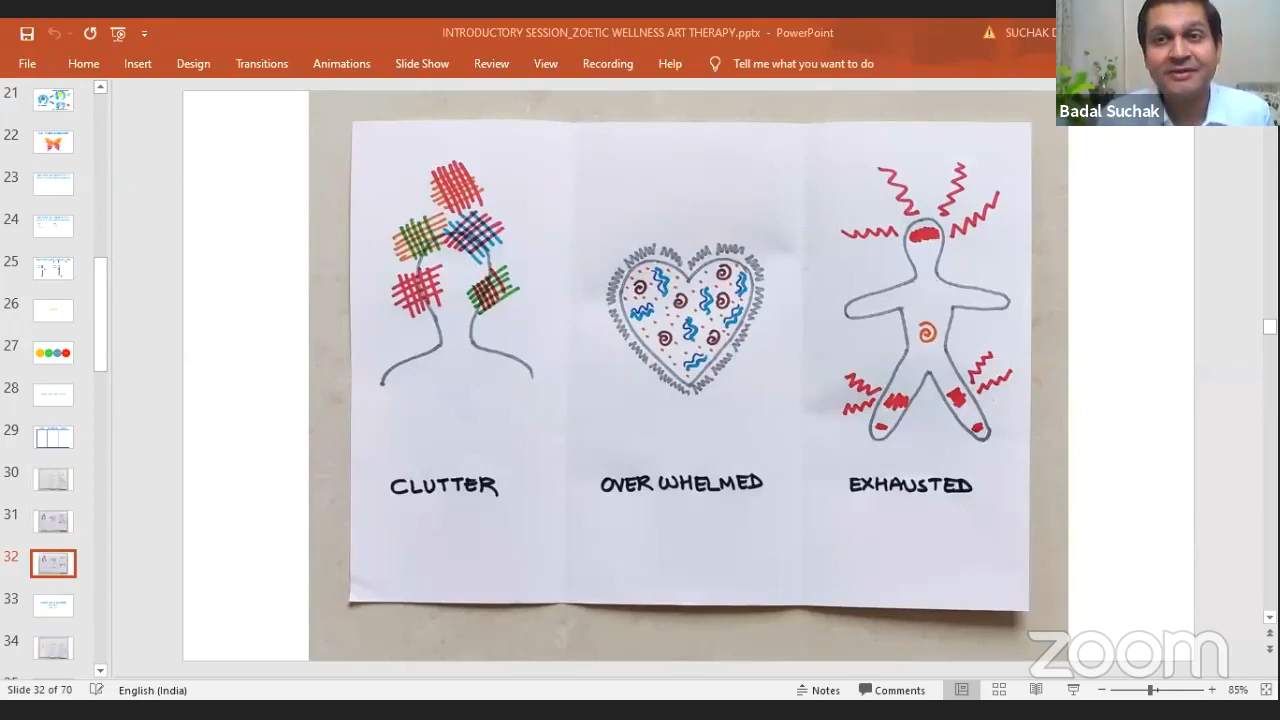 INTRODUCTORY SESSION_ZOETIC WELLNESS ART THERAPY.pptx - PowerPoint
SUCHAK D
File Home Insert Design Transitions Animations Slide Show Review View Recording Help Tell me what you want to do
Badal Suchak
21
22
23
24
25
26
27
28
29
30
31
32
33
34
CLUTTER OVERWHELMED EXHAUSTED
zoom
Slide 32 of 70 English (India) Notes Comments 85%